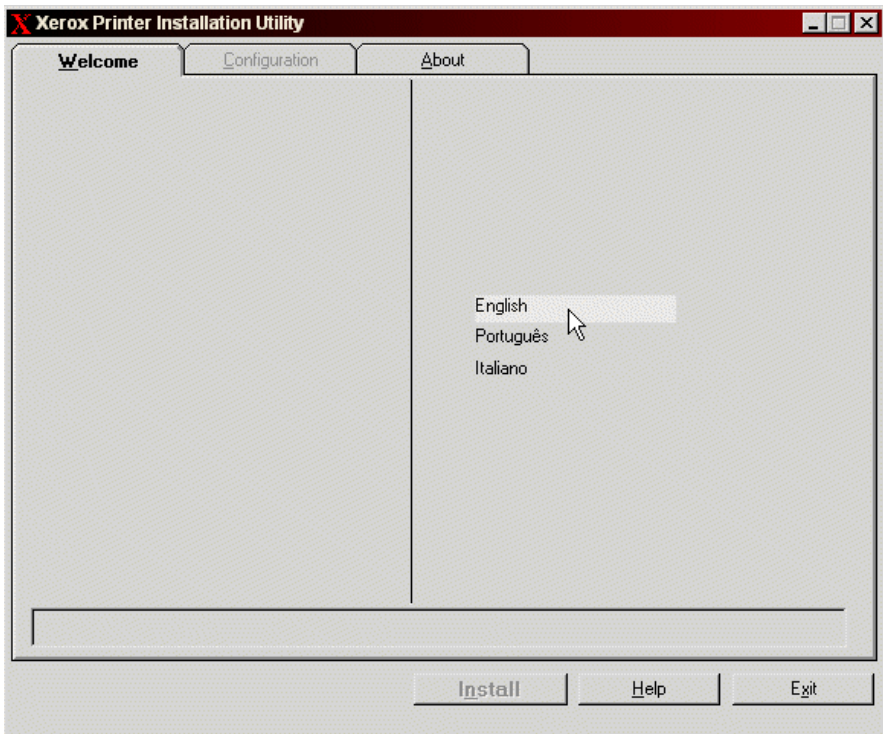 Xerox Printer Installation Utility
Welcome Configuration About
English
Português
Italiano
Install Help Exit